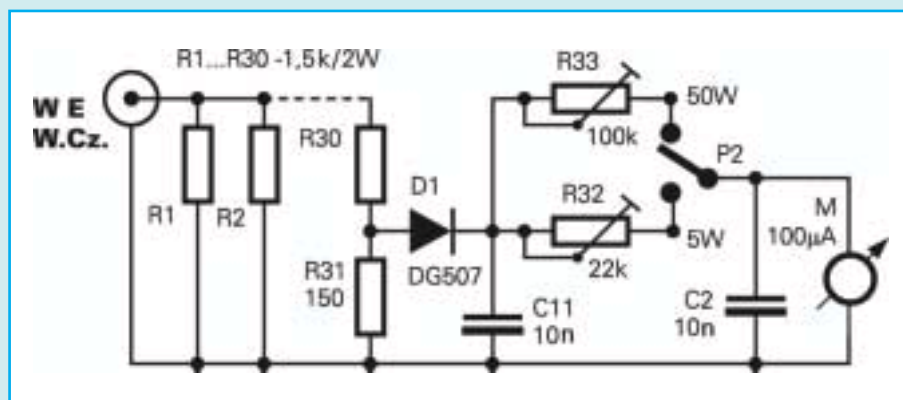 R1...R30 -1,5k/2W
W E
W.Cz.
R1
R2
R30
R31
150
D1
DG507
R33
100k
50W
P2
R32
22k
5W
C11
10n
C2
10n
M
100µA